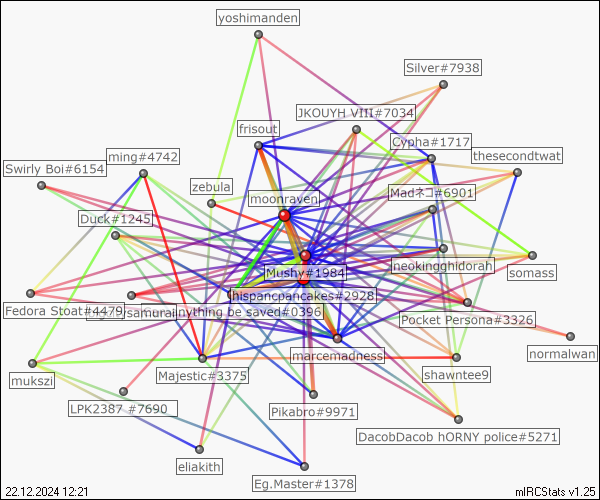 yoshimanden
Silver#7938
JKOUYH VIII#7034
frisout
Cypha#1717
ming#4742
thesecondtwat
Swirly Boi#6154
zebula
Madネコ#6901
moonraven
Duck#1245
Mushy#1984
neokingghidorah
somass
hispancpancakes#2928
Fedora Stoat#4479
samurai
nything be saved#0396
Pocket Persona#3326
marcemadness
normalwan
Majestic#3375
shawntee9
mukszi
LPK2387 #7690
Pikabro#9971
DacobDacob hORNY police#5271
eliakith
Eg.Master#1378
22.12.2024 12:21
mIRCStats v1.25